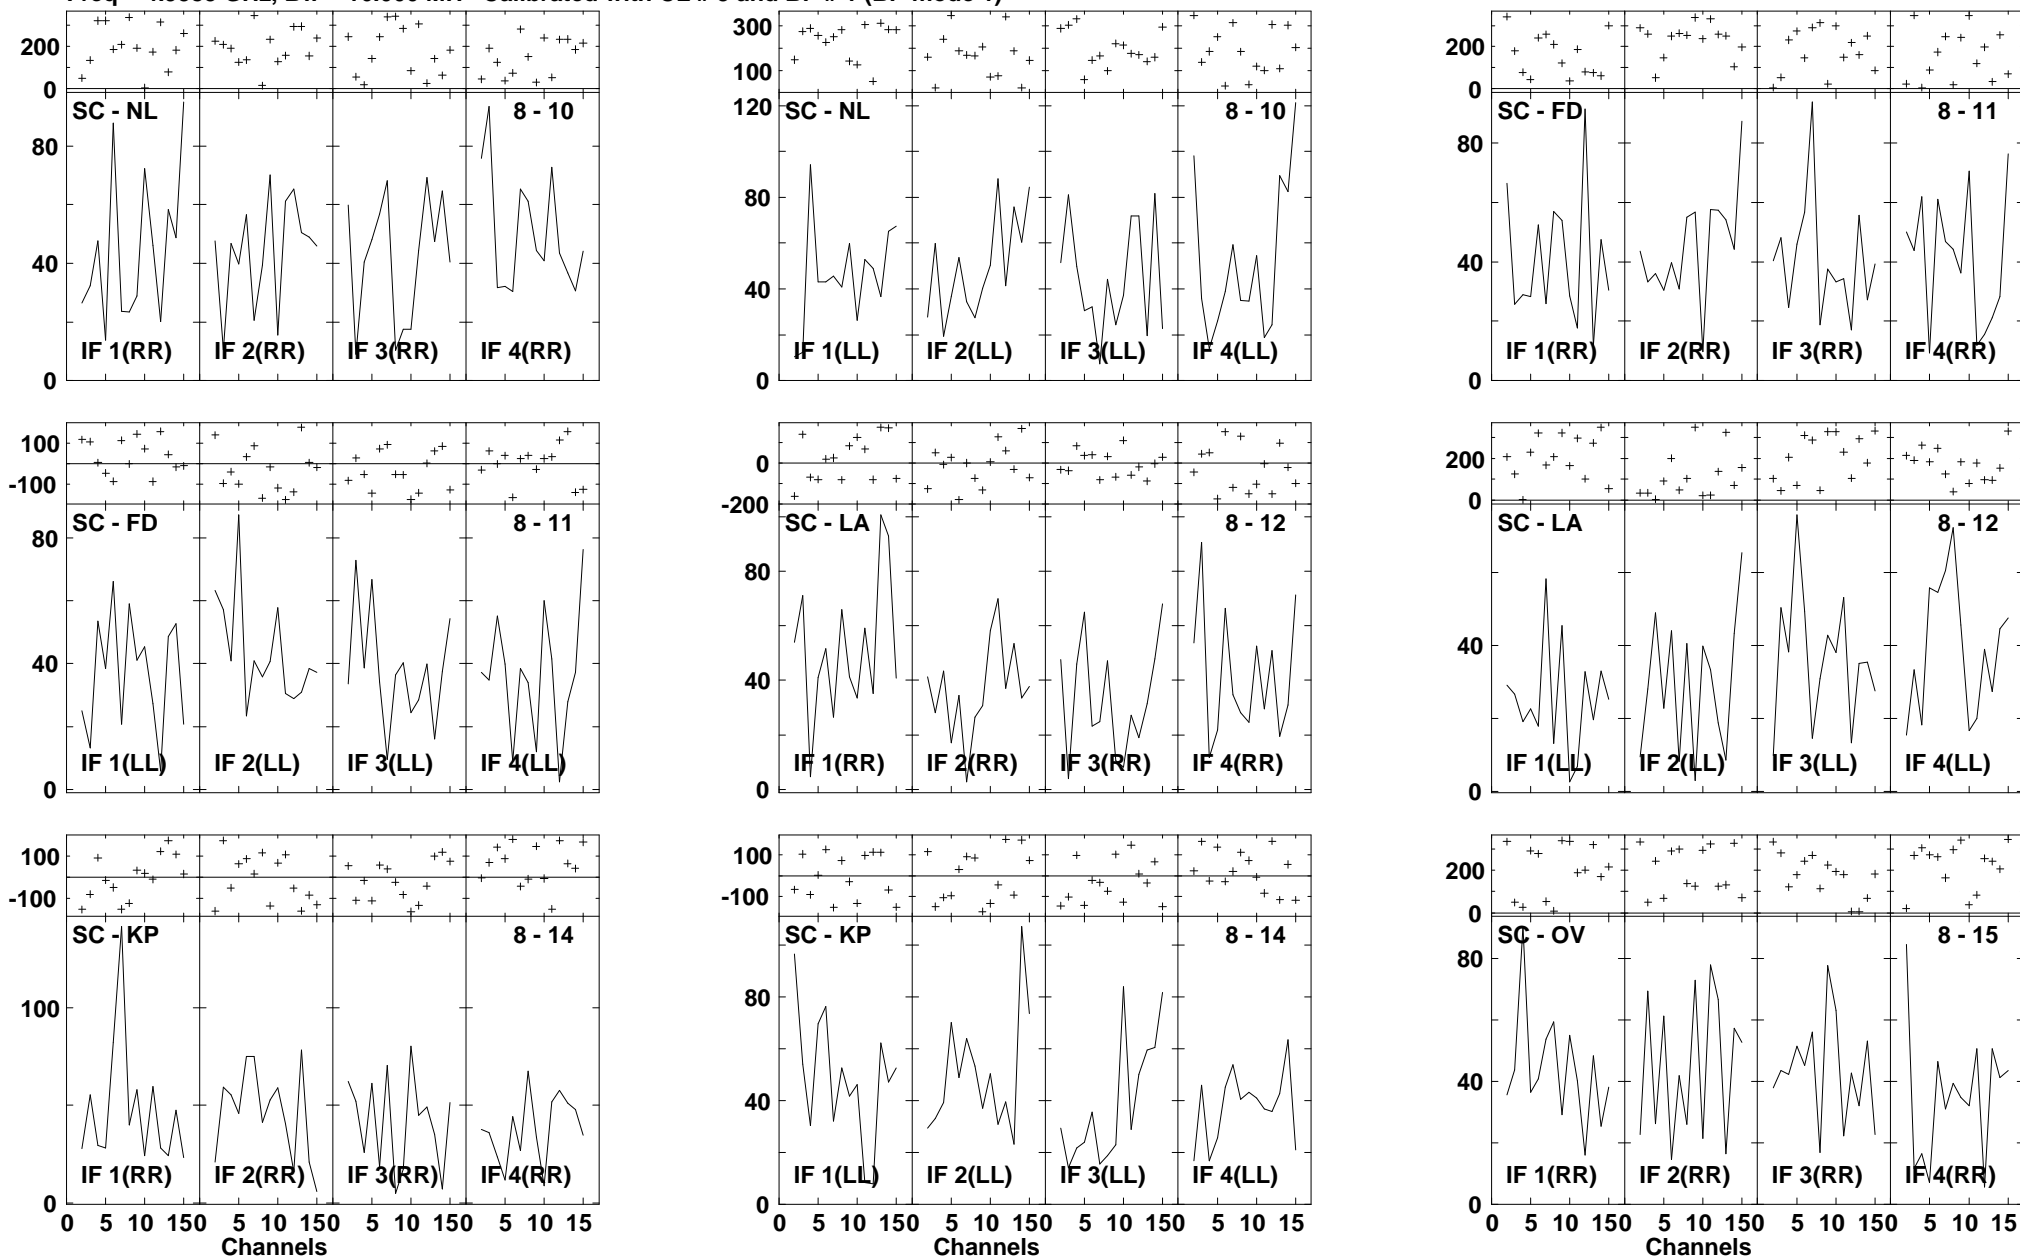 200
0
300
100
200
0
SC - NL
8 - 10
SC - NL
8 - 10
SC - FD
8 - 11
80
40
0
120
80
40
0
80
40
0
IF 1(RR)
IF 2(RR)
IF 3(RR)
IF 4(RR)
IF 1(LL)
IF 2(LL)
IF 3(LL)
IF 4(LL)
IF 1(RR)
IF 2(RR)
IF 3(RR)
IF 4(RR)
100
-100
0
-200
200
0
SC - FD
8 - 11
SC - LA
8 - 12
SC - LA
8 - 12
80
40
0
80
40
0
40
0
IF 1(LL)
IF 2(LL)
IF 3(LL)
IF 4(LL)
IF 1(RR)
IF 2(RR)
IF 3(RR)
IF 4(RR)
IF 1(LL)
IF 2(LL)
IF 3(LL)
IF 4(LL)
100
-100
100
-100
200
0
SC - KP
8 - 14
SC - KP
8 - 14
SC - OV
8 - 15
100
0
80
40
0
80
40
0
IF 1(RR)
IF 2(RR)
IF 3(RR)
IF 4(RR)
IF 1(LL)
IF 2(LL)
IF 3(LL)
IF 4(LL)
IF 1(RR)
IF 2(RR)
IF 3(RR)
IF 4(RR)
0 5 10 150 5 10 150 5 10 150 5 10 15
0 5 10 150 5 10 150 5 10 150 5 10 15
0 5 10 150 5 10 150 5 10 150 5 10 15
Channels
Channels
Channels